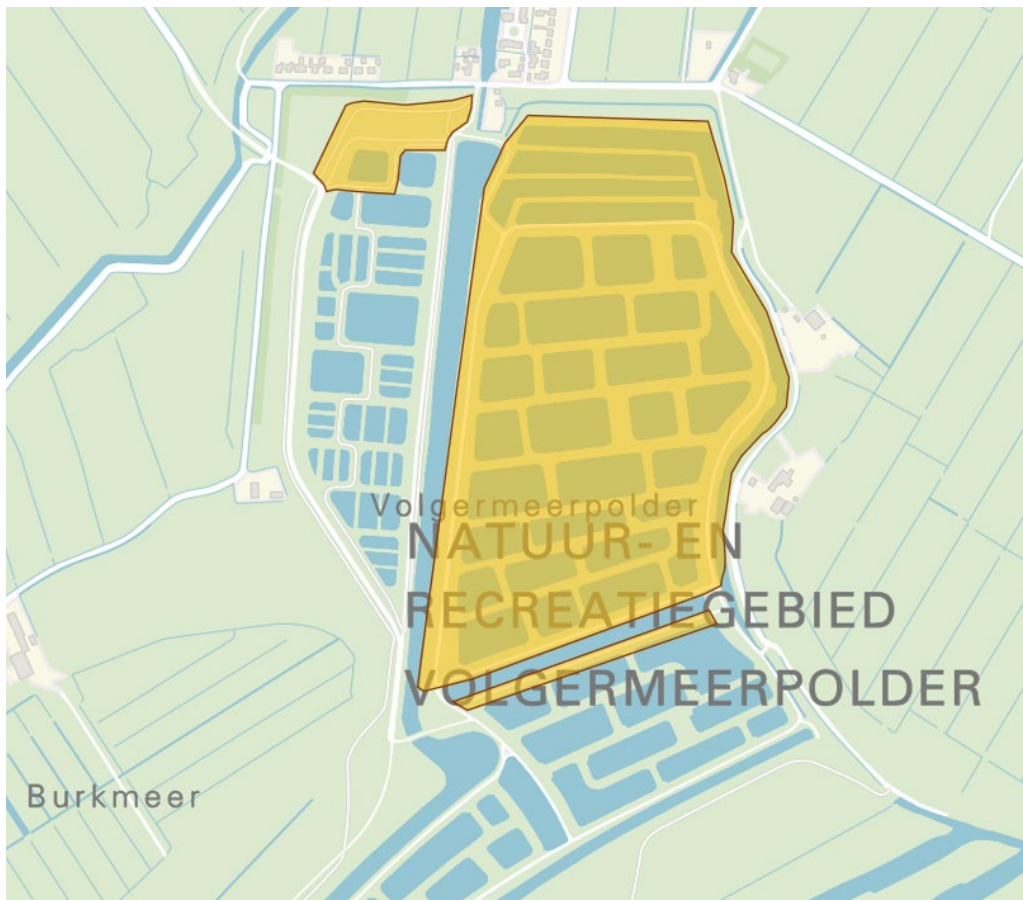 Volgermeerpolder
NATUUR- EN
RECREATIEGEBIED
VOLGERMEERPOLDER
Burkmeer